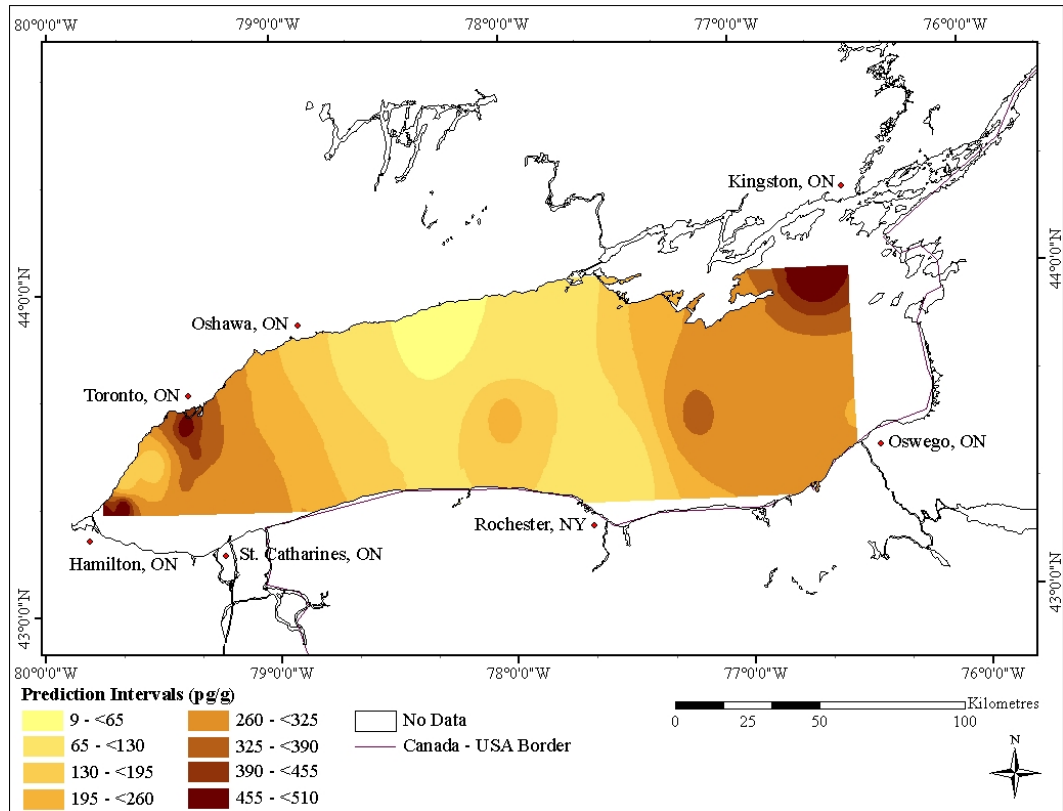 80°0'0"W 79°0'0"W 78°0'0"W 77°0'0"W 76°0'0"W
Kingston, ON
44°0'0"N 44°0'0"N
Oshawa, ON
Toronto, ON
Oswego, ON
Rochester, NY
Hamilton, ON
St. Catharines, ON
43°0'0"N 43°0'0"N
80°0'0"W 79°0'0"W 78°0'0"W 77°0'0"W 76°0'0"W
Prediction Intervals (pg/g)
9 - <65
65 - <130
130 - <195
195 - <260
260 - <325
325 - <390
390 - <455
455 - <510
No Data
Canada - USA Border
Kilometres
0 25 50 100
N